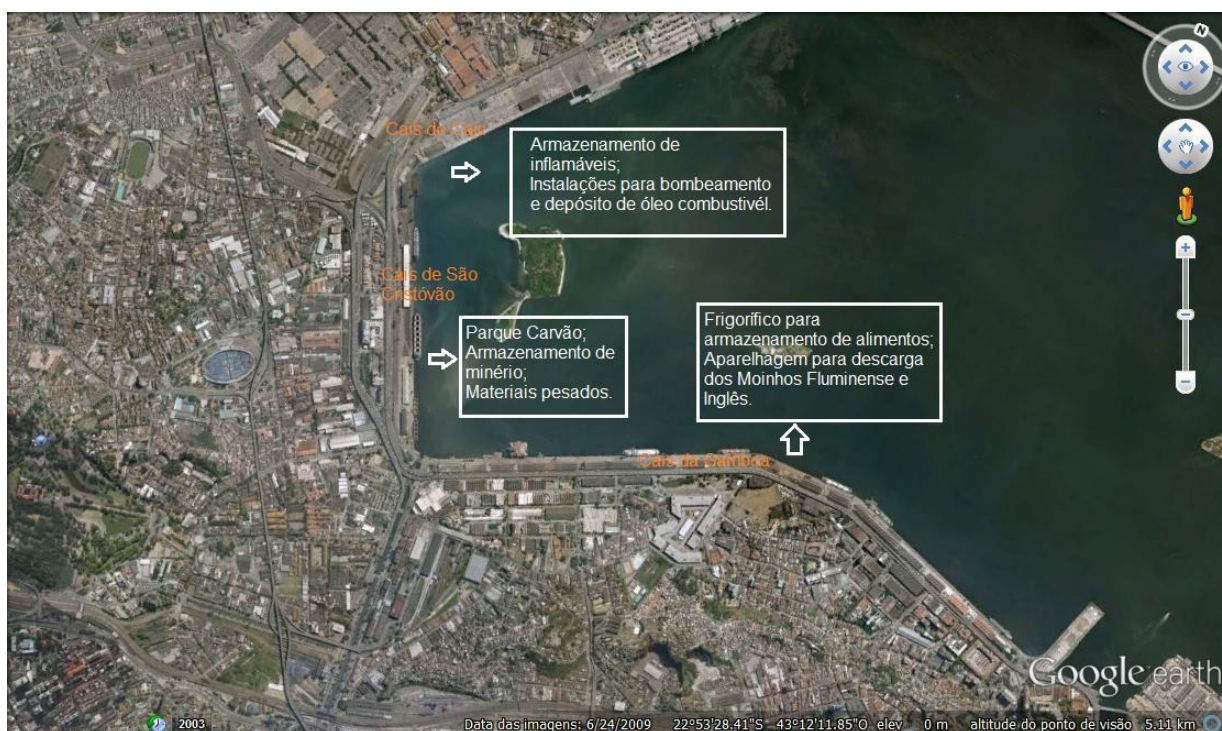 Cais do Caju
Armazenamento de
inflamáveis;
Instalações para bombeamento
e depósito de óleo combustivél.
Cais de São
Cristóvão
Parque Carvão;
Armazenamento de
minério;
Materiais pesados.
Frigorífico para
armazenamento de alimentos;
Aparelhagem para descarga
dos Moinhos Fluminense e
Inglês.
Cais da Gamboa
N
Google earth
2003
Data das imagens: 6/24/2009 22°53'28.41"S 43°12'11.85"O elev 0 m altitude do ponto de visão 5.11 km